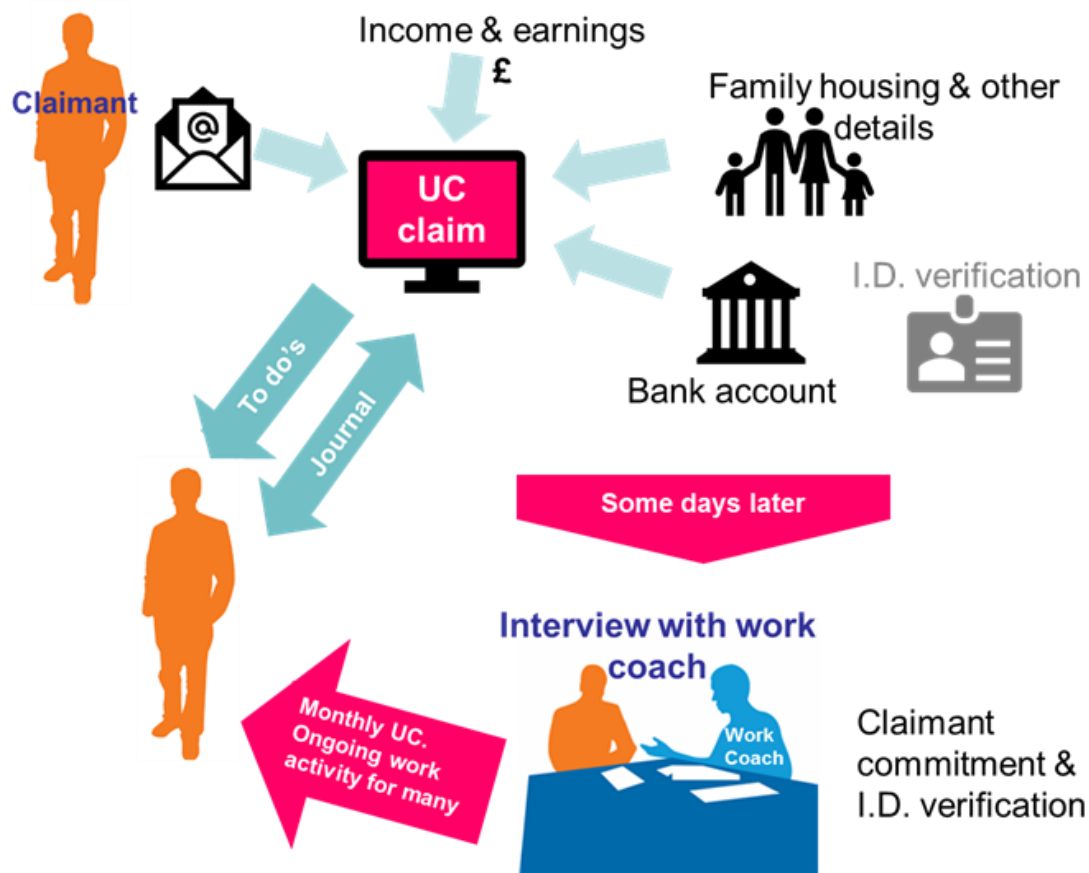 Income & earnings
£
Claimant
@
Family housing & other
details
UC
claim
I.D. verification
Bank account
To do's
Journal
Some days later
Interview with work
coach
Monthly UC.
Ongoing work
activity for many
Work
Coach
Claimant
commitment &
I.D. verification